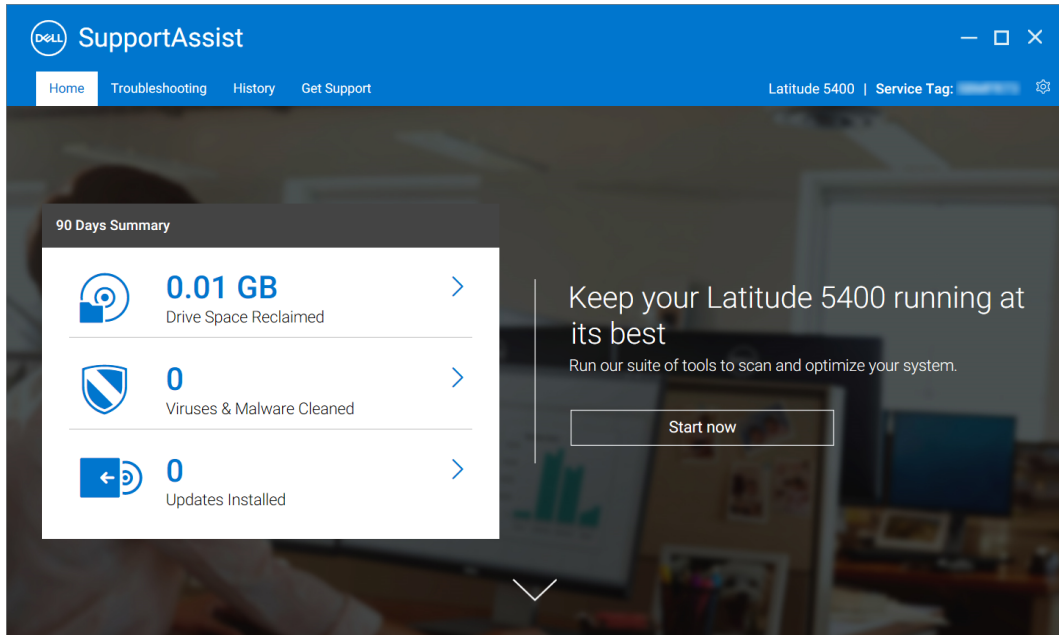 DELL SupportAssist
Home Troubleshooting History Get Support
Latitude 5400 | Service Tag:
90 Days Summary
0.01 GB
Drive Space Reclaimed
0
Viruses & Malware Cleaned
0
Updates Installed
Keep your Latitude 5400 running at
its best
Run our suite of tools to scan and optimize your system.
Start now